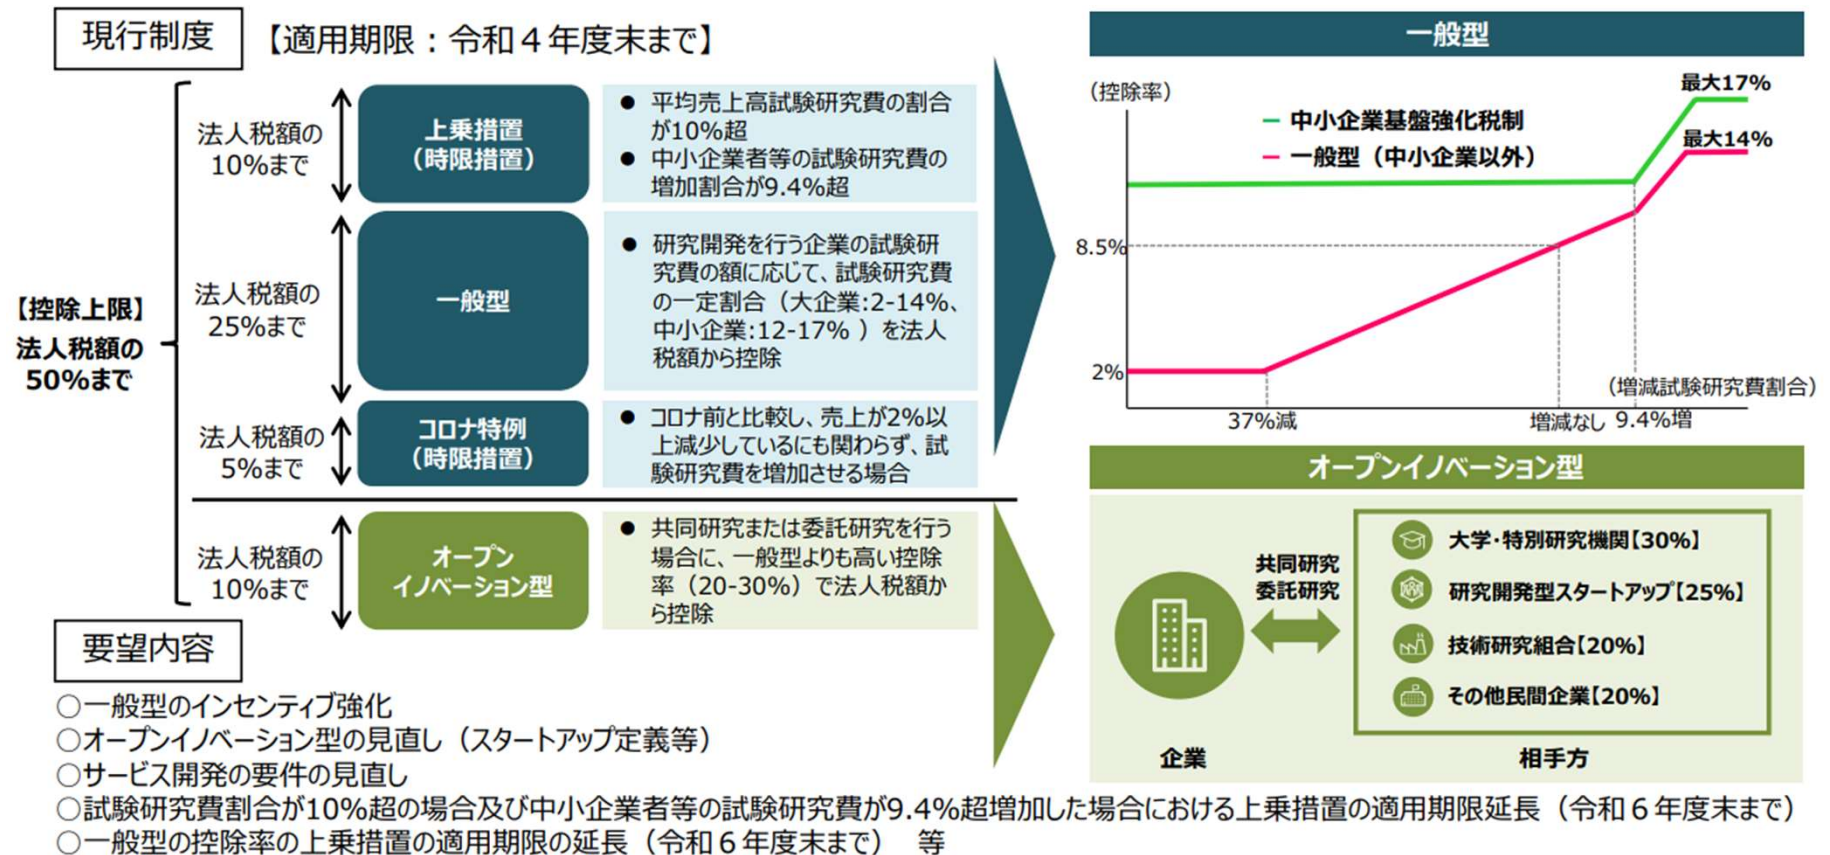 現行制度
【適用期限：令和４年度末まで】
【控除上限】
法人税額の
50%まで
法人税額の
10%まで
上乗措置
（時限措置）
● 平均売上高試験研究費の割合
が10%超
● 中小企業者等の試験研究費の
増加割合が9.4%超
法人税額の
25%まで
一般型
● 研究開発を行う企業の試験研
究費の額に応じて、試験研究費
の一定割合（大企業:2-14%、
中小企業:12-17% ）を法人
税額から控除
法人税額の
5%まで
コロナ特例
（時限措置）
● コロナ前と比較し、売上が2%以
上減少しているにも関わらず、試
験研究費を増加させる場合
法人税額の
10%まで
オープン
イノベーション型
● 共同研究または委託研究を行う
場合に、一般型よりも高い控除
率（20-30%）で法人税額か
ら控除
一般型
（控除率）
中小企業基盤強化税制
一般型（中小企業以外）
最大17%
最大14%
8.5%
2%
（増減試験研究費割合）
37%減
増減なし
9.4%増
オープンイノベーション型
共同研究
委託研究
大学・特別研究機関【30%】
研究開発型スタートアップ【25%】
技術研究組合【20%】
その他民間企業【20%】
企業
相手方
要望内容
○一般型のインセンティブ強化
○オープンイノベーション型の見直し（スタートアップ定義等）
○サービス開発の要件の見直し
○試験研究費割合が10%超の場合及び中小企業者等の試験研究費が9.4%超増加した場合における上乗措置の適用期限延長（令和６年度末まで）
○一般型の控除率の上乗措置の適用期限の延長（令和６年度末まで）　等